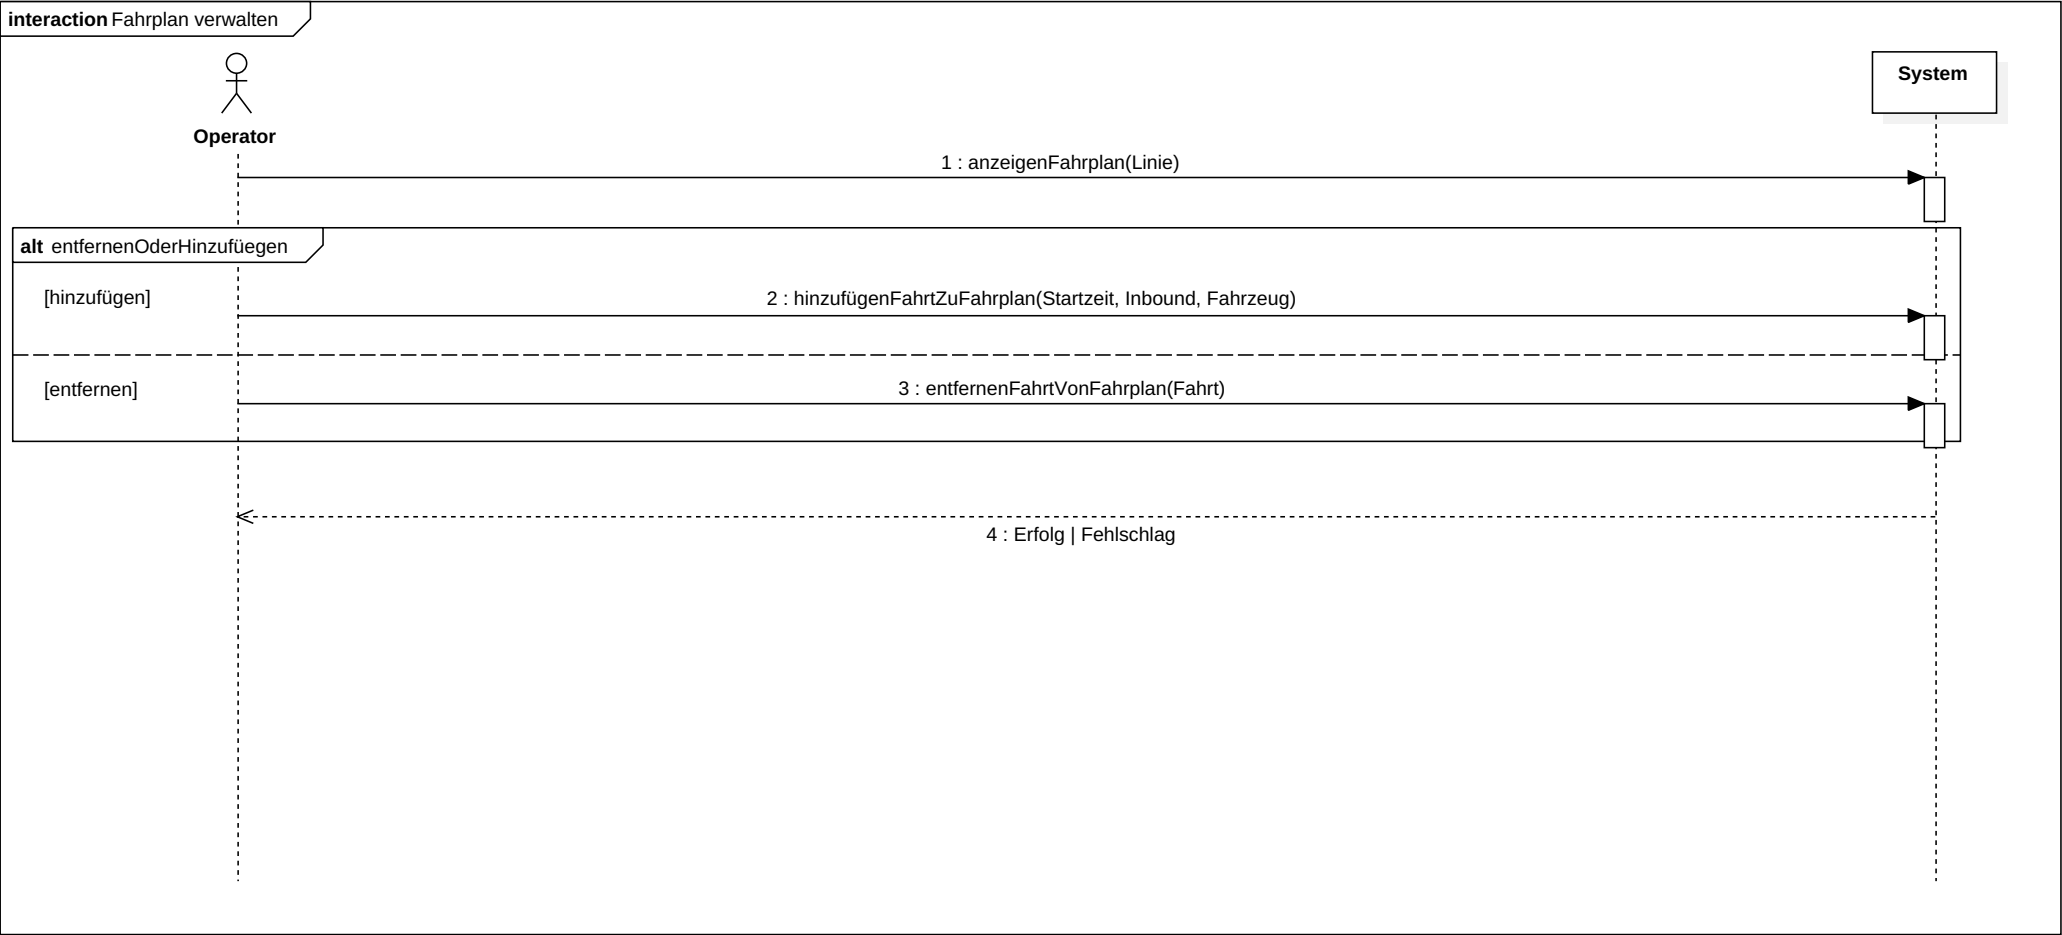 interaction Fahrplan verwalten
System
Operator
1 : anzeigenFahrplan(Linie)
alt entfernenOderHinzufüegen
[hinzufügen]
2 : hinzufügenFahrtZuFahrplan(Startzeit, Inbound, Fahrzeug)
[entfernen]
3 : entfernenFahrtVonFahrplan(Fahrt)
4 : Erfolg | Fehlschlag